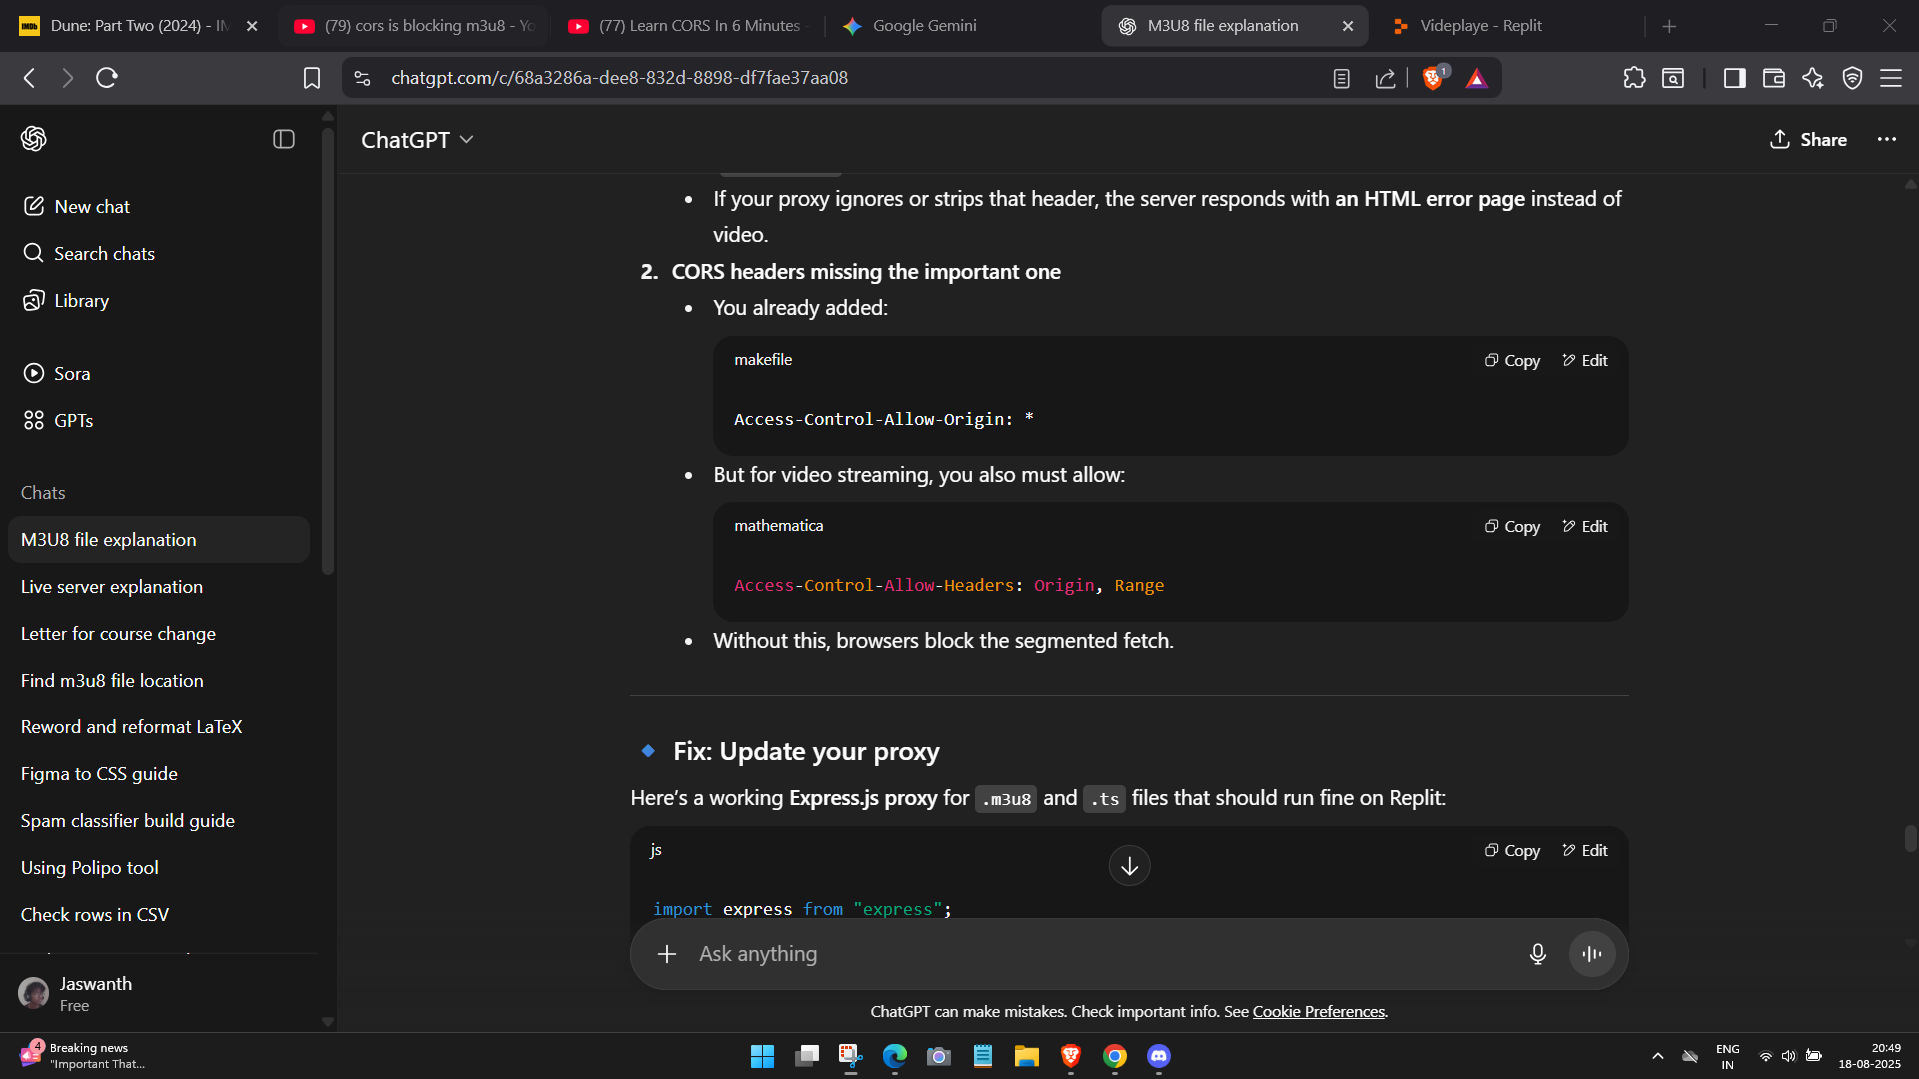 Dune: Part Two (2024) - IM
(79) cors is blocking m3u8 - Yo
(77) Learn CORS In 6 Minutes -
Google Gemini
M3U8 file explanation
Videplaye - Replit
chatgpt.com/c/68a3286a-dee8-832d-8898-df7fae37aa08
1
ChatGPT
Share
New chat
Search chats
Library
Sora
GPTs
Chats
M3U8 file explanation
Live server explanation
Letter for course change
Find m3u8 file location
Reword and reformat LaTeX
Figma to CSS guide
Spam classifier build guide
Using Polipo tool
Check rows in CSV
Jaswanth
Free
• If your proxy ignores or strips that header, the server responds with an HTML error page instead of
video.
2. CORS headers missing the important one
• You already added:
makefile
Copy Edit
Access-Control-Allow-Origin: *
• But for video streaming, you also must allow:
mathematica
Copy Edit
Access-Control-Allow-Headers: Origin, Range
• Without this, browsers block the segmented fetch.
Fix: Update your proxy
Here's a working Express.js proxy for .m3u8 and .ts files that should run fine on Replit:
js
Copy Edit
import express from "express";
Ask anything
ChatGPT can make mistakes. Check important info. See Cookie Preferences.
4
Breaking news
"Important That...
ENG
IN
20:49
18-08-2025